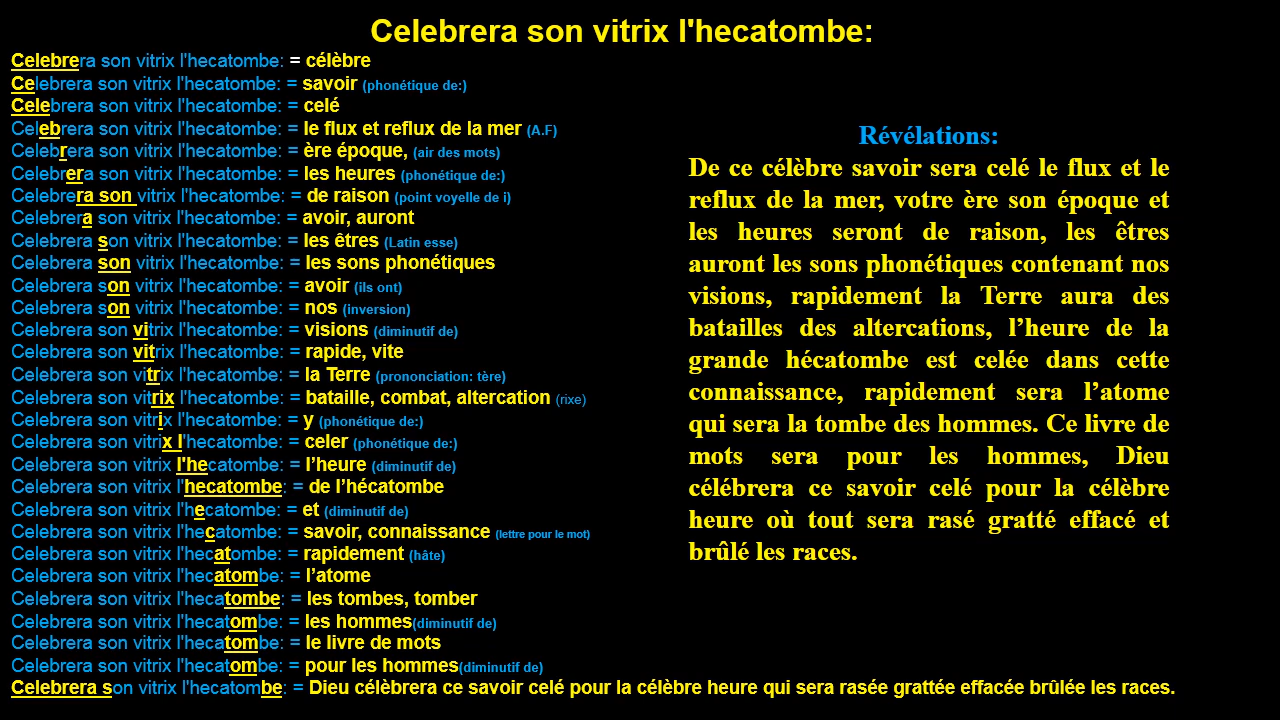 Celebrera son vitrix l'hecatombe:
Celebrera son vitrix l'hecatombe: = célèbre
Celebrera son vitrix l'hecatombe: = savoir (phonétique de:)
Celebrera son vitrix l'hecatombe: = celé
Celebrera son vitrix l'hecatombe: = le flux et reflux de la mer (A.F)
Celebrera son vitrix l'hecatombe: = ère époque, (air des mots)
Celebrera son vitrix l'hecatombe: = les heures (phonétique de:)
Celebrera son vitrix l'hecatombe: = de raison (point voyelle de i)
Celebrera son vitrix l'hecatombe: = avoir, auront
Celebrera son vitrix l'hecatombe: = les êtres (Latin esse)
Celebrera son vitrix l'hecatombe: = les sons phonétiques
Celebrera son vitrix l'hecatombe: = avoir (ils ont)
Celebrera son vitrix l'hecatombe: = nos (inversion)
Celebrera son vitrix l'hecatombe: = visions (diminutif de)
Celebrera son vitrix l'hecatombe: = rapide, vite
Celebrera son vitrix l'hecatombe: = la Terre (prononciation: tère)
Celebrera son vitrix l'hecatombe: = bataille, combat, altercation (rixe)
Celebrera son vitrix l'hecatombe: = y (phonétique de:)
Celebrera son vitrix l'hecatombe: = celer (phonétique de:)
Celebrera son vitrix l'hecatombe: = l’heure (diminutif de)
Celebrera son vitrix l'hecatombe: = de l’hécatombe
Celebrera son vitrix l'hecatombe: = et (diminutif de)
Celebrera son vitrix l'hecatombe: = savoir, connaissance (lettre pour le mot)
Celebrera son vitrix l'hecatombe: = rapidement (hâte)
Celebrera son vitrix l'hecatombe: = l’atome
Celebrera son vitrix l'hecatombe: = les tombes, tomber
Celebrera son vitrix l'hecatombe: = les hommes(diminutif de)
Celebrera son vitrix l'hecatombe: = le livre de mots
Celebrera son vitrix l'hecatombe: = pour les hommes(diminutif de)
Celebrera son vitrix l'hecatombe: = Dieu célèbrera ce savoir celé pour la célèbre heure qui sera rasée grattée effacée brûlée les races.
Révélations:
De ce célèbre savoir sera celé le flux et le
reflux de la mer, votre ère son époque et
les heures seront de raison, les êtres
auront les sons phonétiques contenant nos
visions, rapidement la Terre aura des
batailles des altercations, l’heure de la
grande hécatombe est celée dans cette
connaissance, rapidement sera l’atome
qui sera la tombe des hommes. Ce livre de
mots sera pour les hommes, Dieu
célébrera ce savoir celé pour la célèbre
heure où tout sera rasé gratté effacé et
brûlé les races.